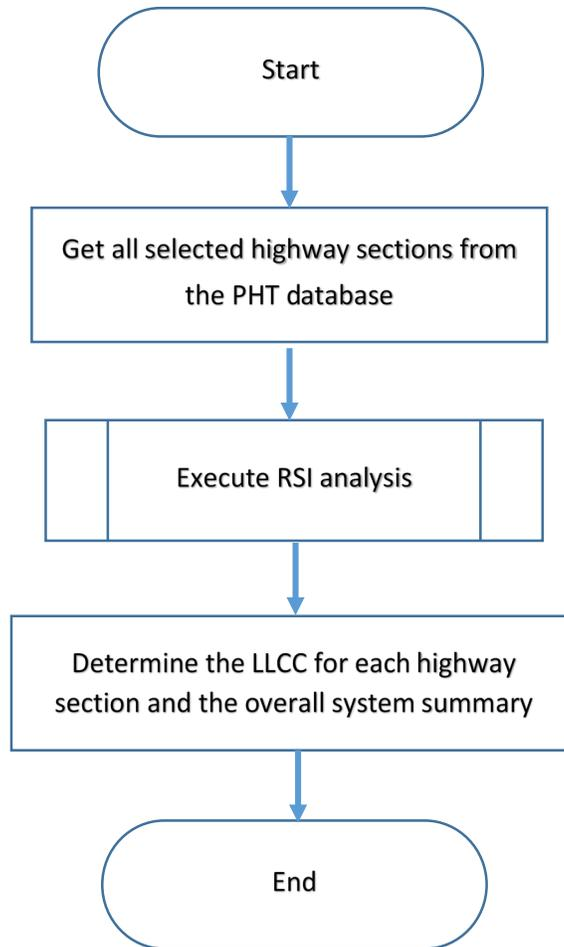 Start
Get all selected highway sections from
the PHT database
Execute RSI analysis
Determine the LLCC for each highway
section and the overall system summary
End